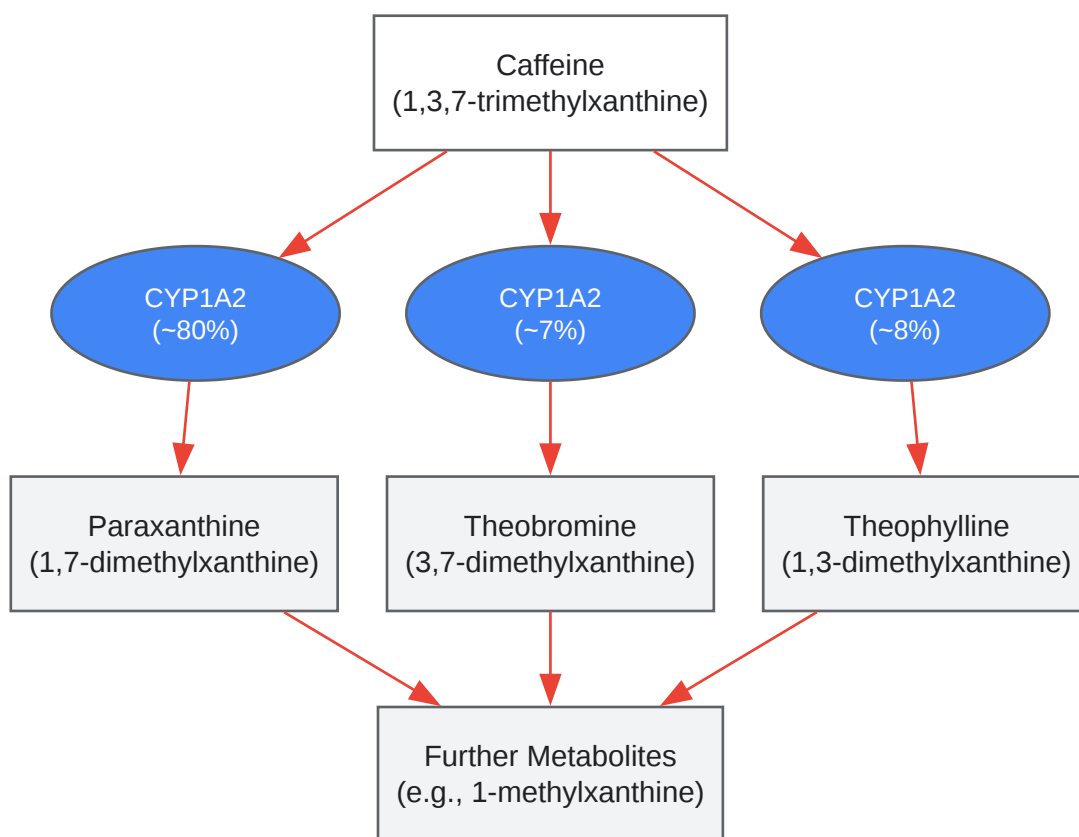 Caffeine
(1,3,7-trimethylxanthine)
CYP1A2
(~80%)
CYP1A2
(~7%)
CYP1A2
(~8%)
Paraxanthine
(1,7-dimethylxanthine)
Theobromine
(3,7-dimethylxanthine)
Theophylline
(1,3-dimethylxanthine)
Further Metabolites
(e.g., 1-methylxanthine)